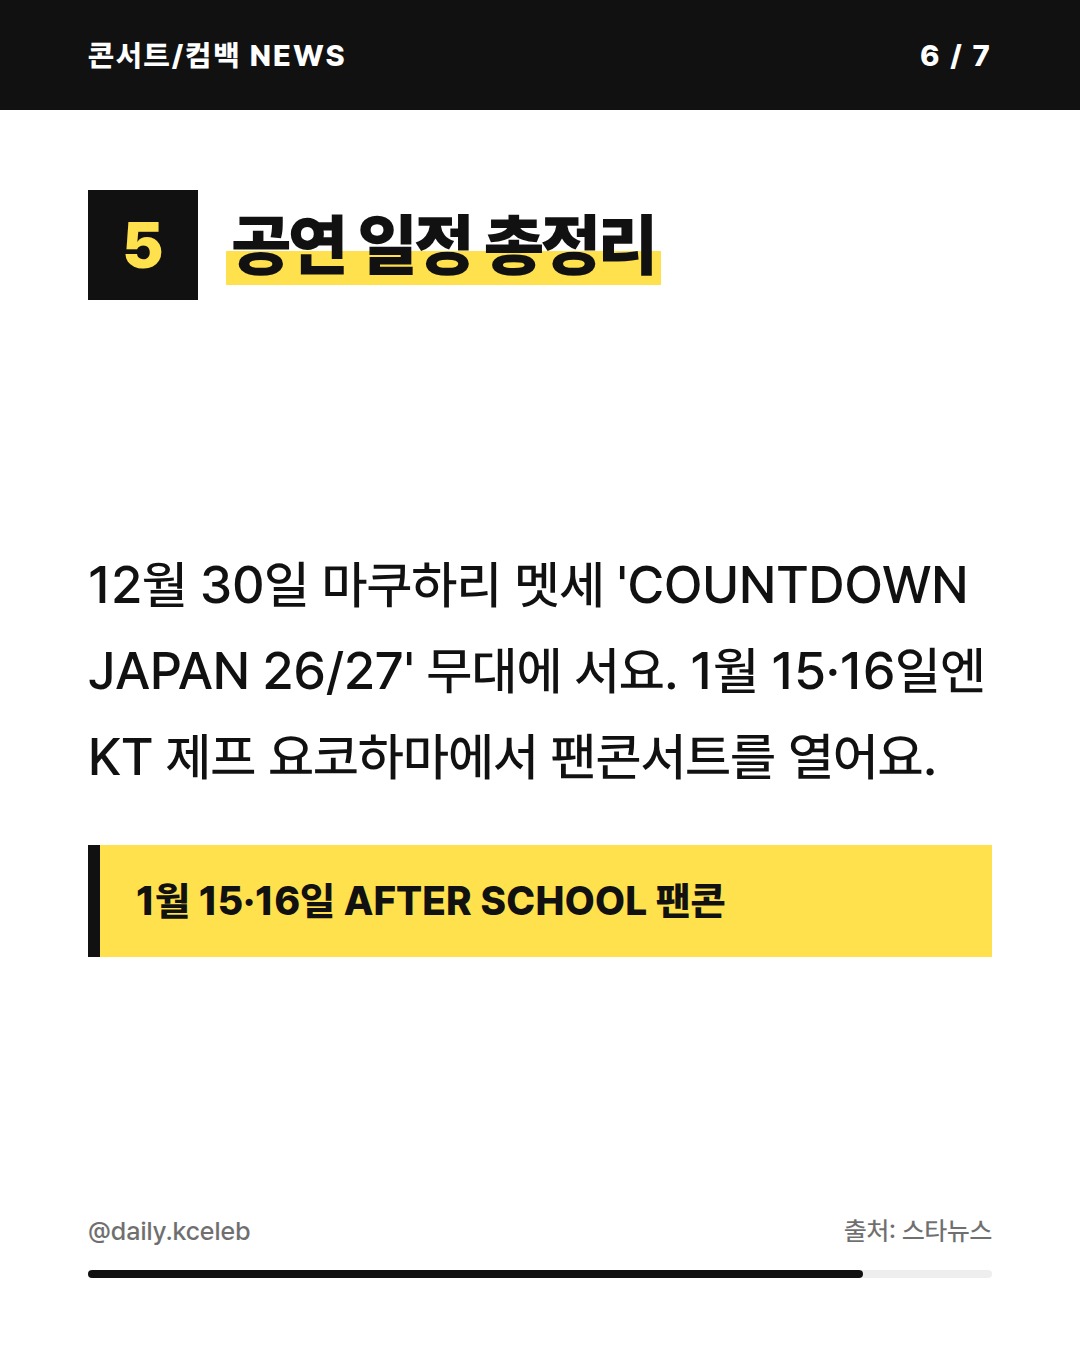 콘서트/컴백 NEWS
6 / 7
5
공연 일정 총정리
12월 30일 마쿠하리 멧세 'COUNTDOWN
JAPAN 26/27' 무대에 서요. 1월 15·16일엔
KT 제프 요코하마에서 팬콘서트를 열어요.
1월 15·16일 AFTER SCHOOL 팬콘
@daily.kceleb
출처: 스타뉴스